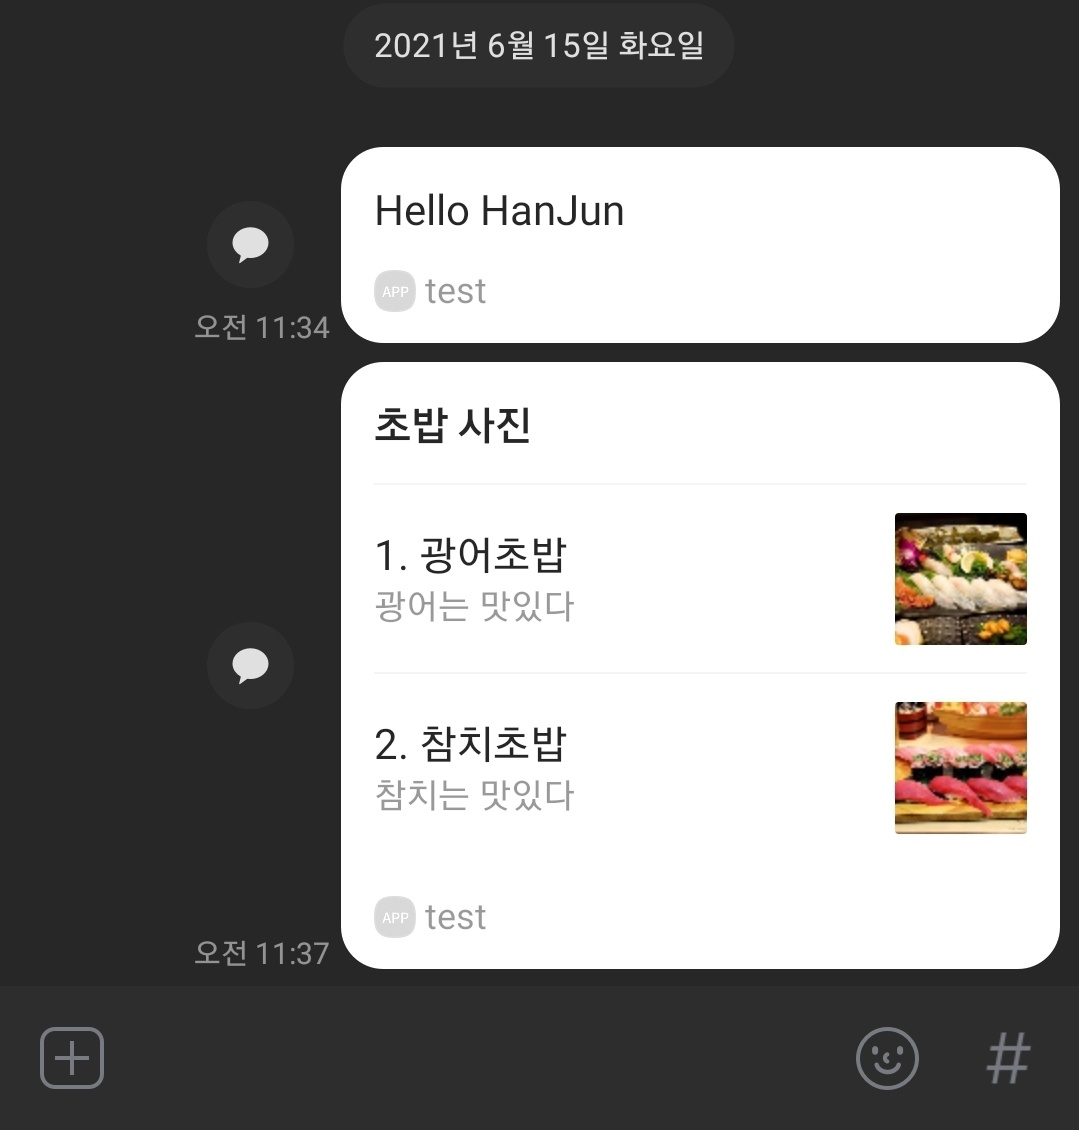 2021년 6월 15일 화요일
Hello HanJun
APP test
오전 11:34
초밥 사진
1. 광어초밥
광어는 맛있다
2. 참치초밥
참치는 맛있다
APP test
오전 11:37
#